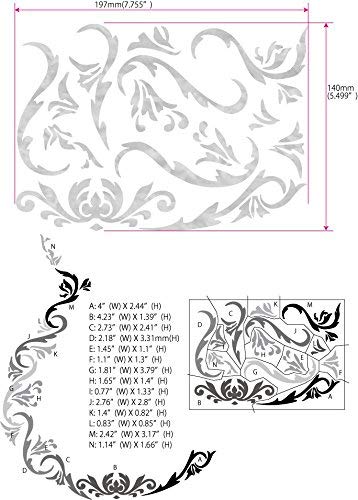 197mm(7.755")
140mm
(5.499")
N
M
K
L
J
I
H
G
E
F
D
C
B
A
A: 4" (W) X 2.44" (H)
B: 4.23" (W) X 1.39" (H)
C: 2.73" (W) X 2.41" (H)
D: 2.18" (W) X 3.31mm(H)
E: 1.45" (W) X 1.1" (H)
F: 1.1" (W) X 1.3" (H)
G: 1.81" (W) X 3.79" (H)
H: 1.65" (W) X 1.4" (H)
I: 0.77" (W) X 1.33" (H)
J: 2.76" (W) X 2.8" (H)
K: 1.4" (W) X 0.82" (H)
L: 0.83" (W) X 0.85" (H)
M: 2.42" (W) X 3.17" (H)
N: 1.14" (W) X 1.66" (H)
K
M
D
C
J
H
E
F
G
B
A